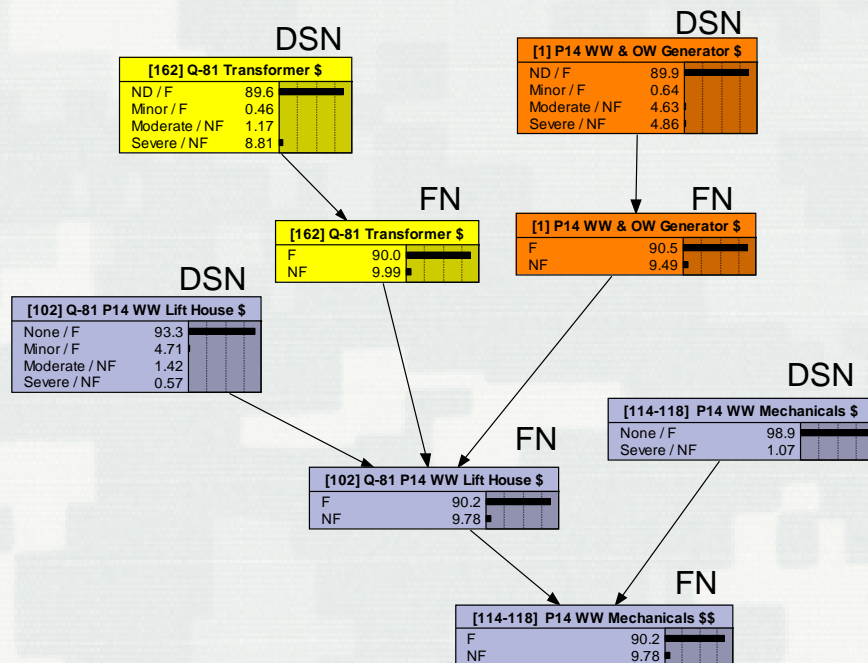 DSN
[162] Q-81 Transformer $
ND / F 89.6
Minor / F 0.46
Moderate / NF 1.17
Severe / NF 8.81
DSN
[1] P14 WW & OW Generator $
ND / F 89.9
Minor / F 0.64
Moderate / NF 4.63
Severe / NF 4.86
FN
[162] Q-81 Transformer $
F 90.0
NF 9.99
FN
[1] P14 WW & OW Generator $
F 90.5
NF 9.49
DSN
[102] Q-81 P14 WW Lift House $
None / F 93.3
Minor / F 4.71
Moderate / NF 1.42
Severe / NF 0.57
DSN
[114-118] P14 WW Mechanicals $
None / F 98.9
Severe / NF 1.07
FN
[102] Q-81 P14 WW Lift House $
F 90.2
NF 9.78
FN
[114-118] P14 WW Mechanicals $$
F 90.2
NF 9.78